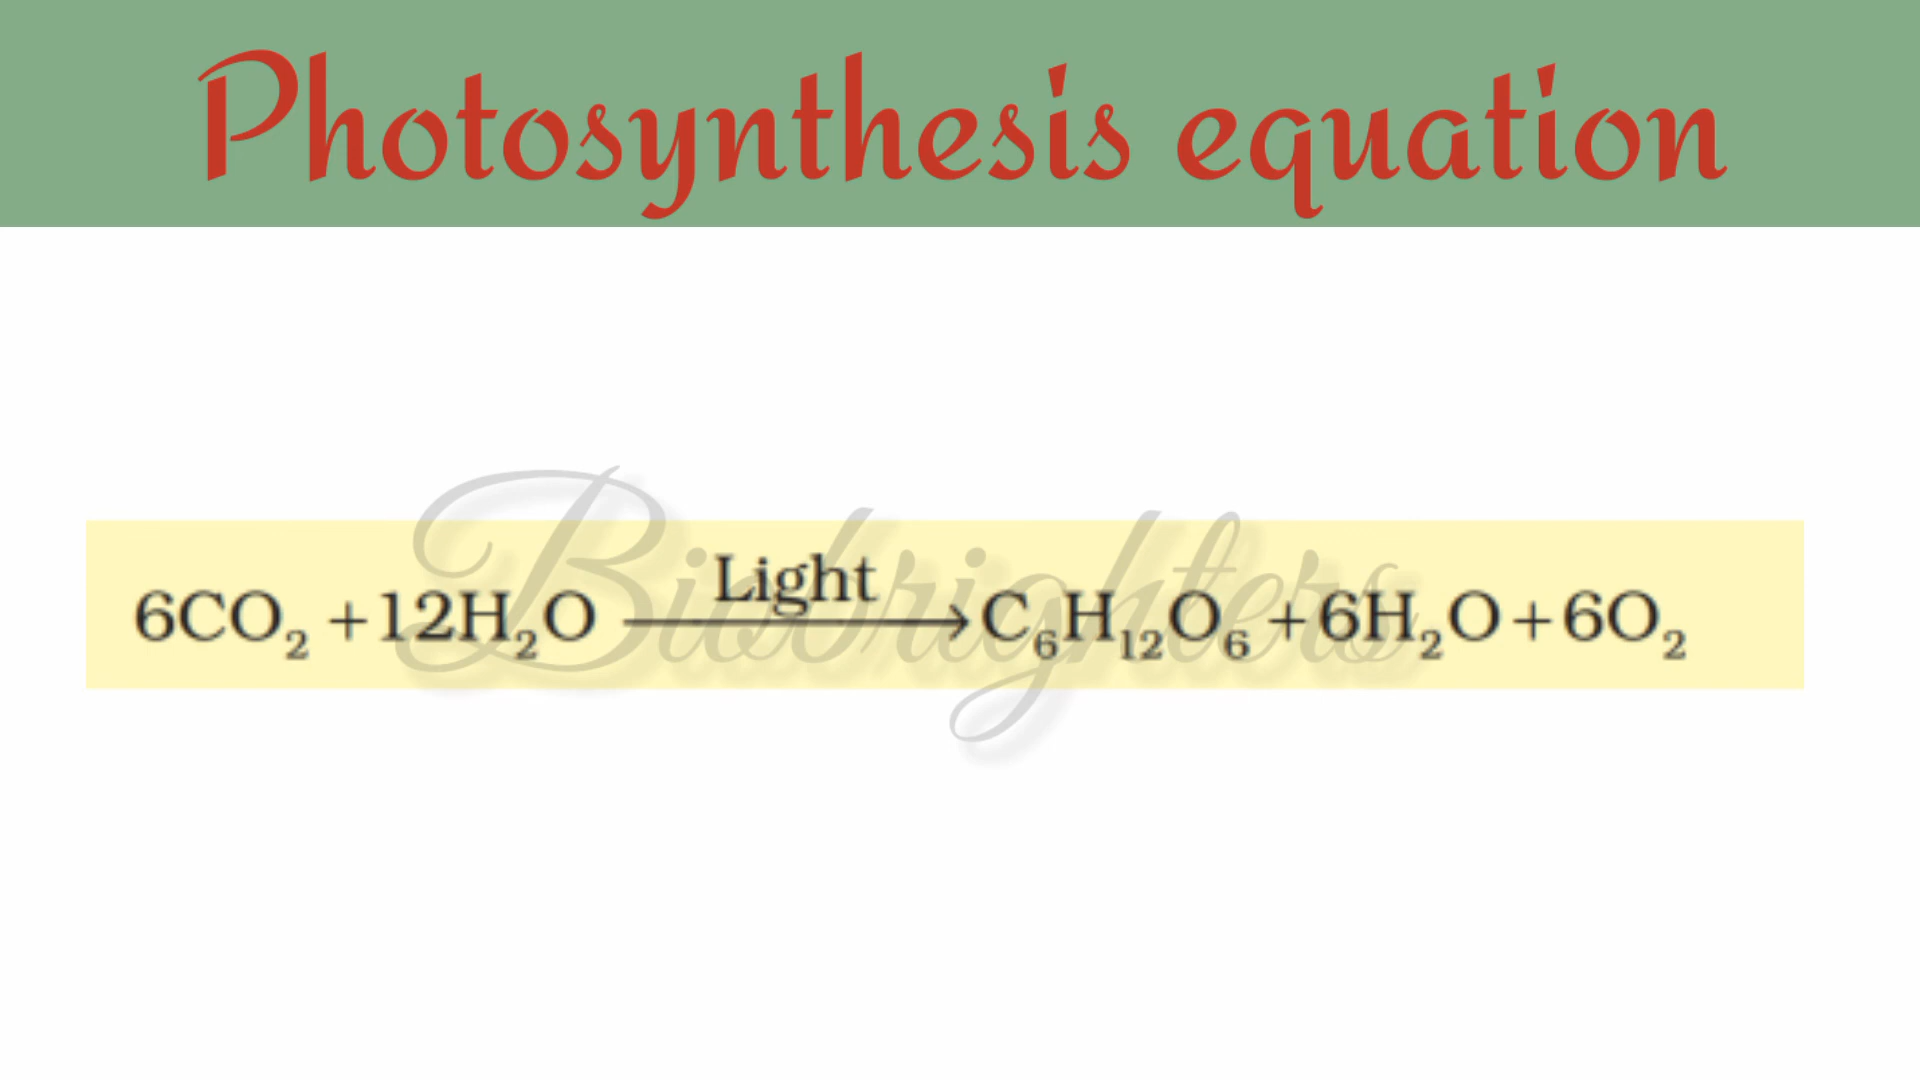 Photosynthesis equation
Light
6CO₂ + 12H₂O ⟶ C₆H₁₂O₆ + 6H₂O + 6O₂
Biobrighters